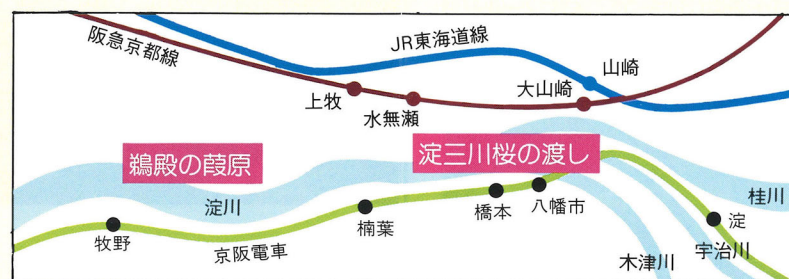 阪急京都線
JR東海道線
山崎
大山崎
上牧
水無瀬
鵜殿の葭原
淀三川桜の渡し
淀川
桂川
橋本
八幡市
淀
楠葉
牧野
京阪電車
宇治川
木津川